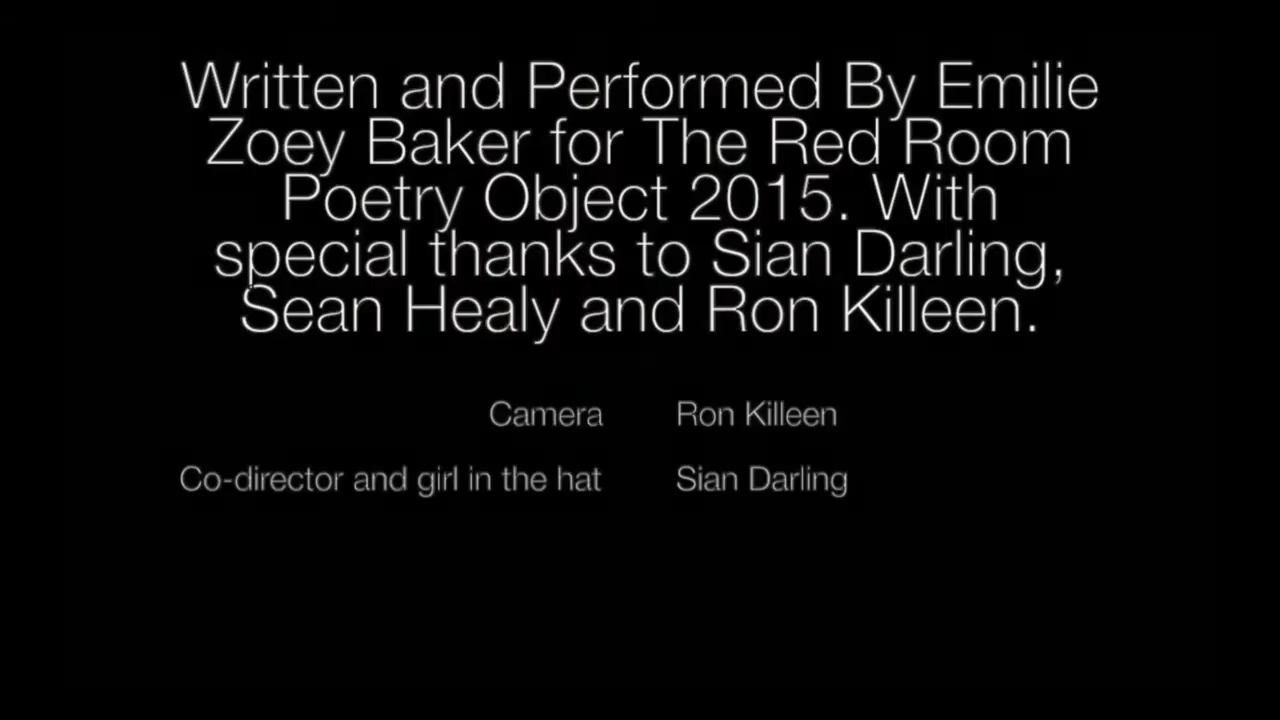 Written and Performed By Emilie
Zoey Baker for The Red Room
Poetry Object 2015. With
special thanks to Sian Darling,
Sean Healy and Ron Killeen.
Camera Ron Killeen
Co-director and girl in the hat Sian Darling